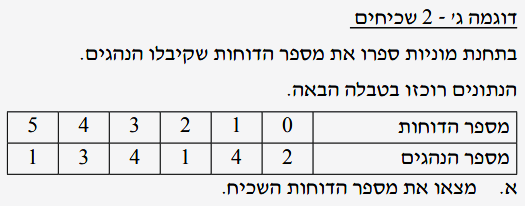 דוגמה ג' - 2 שכיחים
בתחנת מוניות ספרו את מספר הדוחות שקיבלו הנהגים.
הנתונים רוכזו בטבלה הבאה.
מספר הדוחות 0 1 2 3 4 5
מספר הנהגים 2 4 1 4 3 1
א. מצאו את מספר הדוחות השכיח.